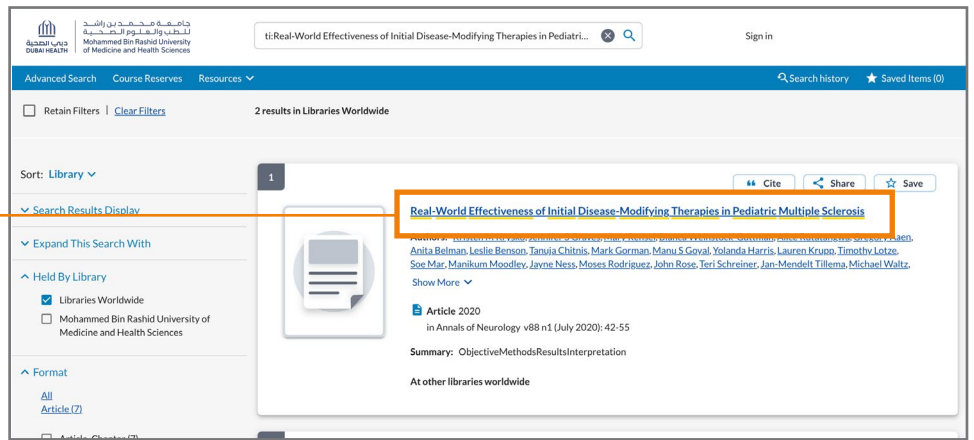 جامعة محمد بن راشد
للطب والعلوم الصحية
دبي الصحية
DUBAI HEALTH
Mohammed Bin Rashid University
of Medicine and Health Sciences
ti:Real-World Effectiveness of Initial Disease-Modifying Therapies in Pediatri...
Sign in
Advanced Search Course Reserves Resources
Search history Saved Items (0)
Retain Filters | Clear Filters
2 results in Libraries Worldwide
Sort: Library
1
Cite Share Save
Search Results Display
Real-World Effectiveness of Initial Disease-Modifying Therapies in Pediatric Multiple Sclerosis
Expand This Search With
Anita Belman, Leslie Benson, Tanuja Chitnis, Mark Gorman, Manu S Goyal, Yolanda Harris, Lauren Krupp, Timothy Lotze,
Soe Mar, Manikum Moodley, Jayne Ness, Moses Rodriguez, John Rose, Teri Schreiner, Jan-Mendelt Tillema, Michael Waltz,
Show More
Held By Library
Libraries Worldwide
Mohammed Bin Rashid University of
Medicine and Health Sciences
Article 2020
in Annals of Neurology v88 n1 (July 2020): 42-55
Summary: ObjectiveMethodsResultsInterpretation
At other libraries worldwide
Format
All
Article (7)